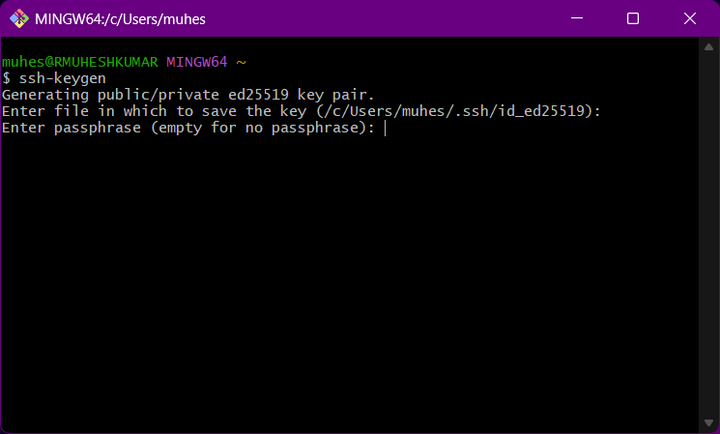 MINGW64:/c/Users/muhes
muhes@RMUHESHKUMAR MINGW64 ~
$ ssh-keygen
Generating public/private ed25519 key pair.
Enter file in which to save the key (/c/Users/muhes/.ssh/id_ed25519):
Enter passphrase (empty for no passphrase):